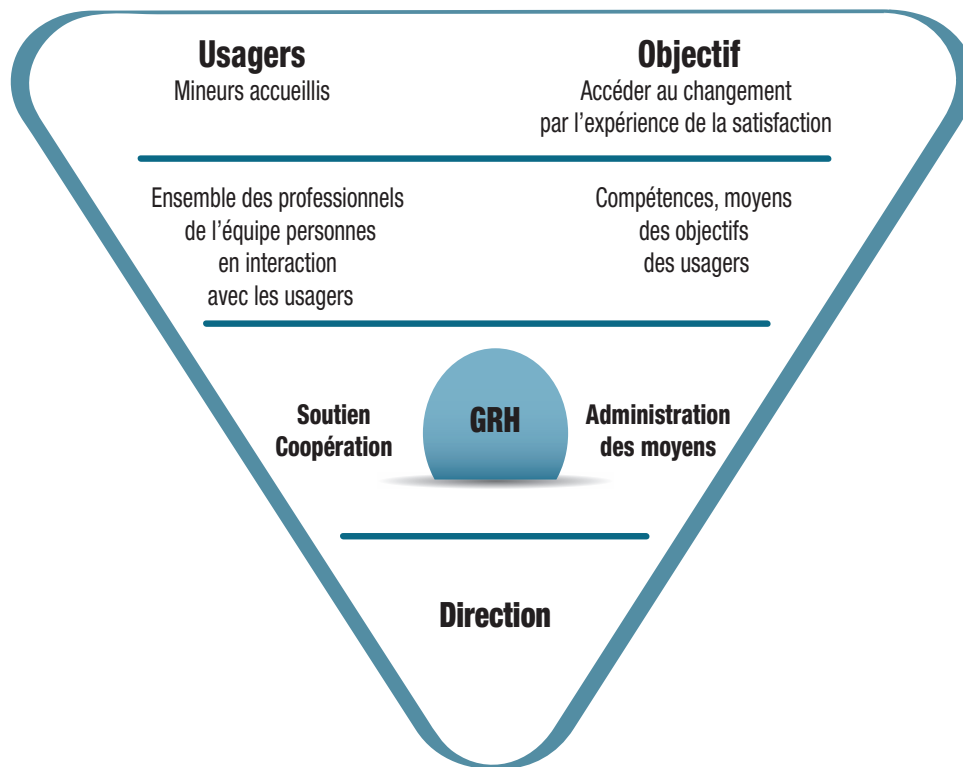 Usagers
Mineurs accueillis
Objectif
Accéder au changement
par l’expérience de la satisfaction
Ensemble des professionnels
de l’équipe personnes
en interaction
avec les usagers
Compétences, moyens
des objectifs
des usagers
Soutien
Coopération
GRH
Administration
des moyens
Direction